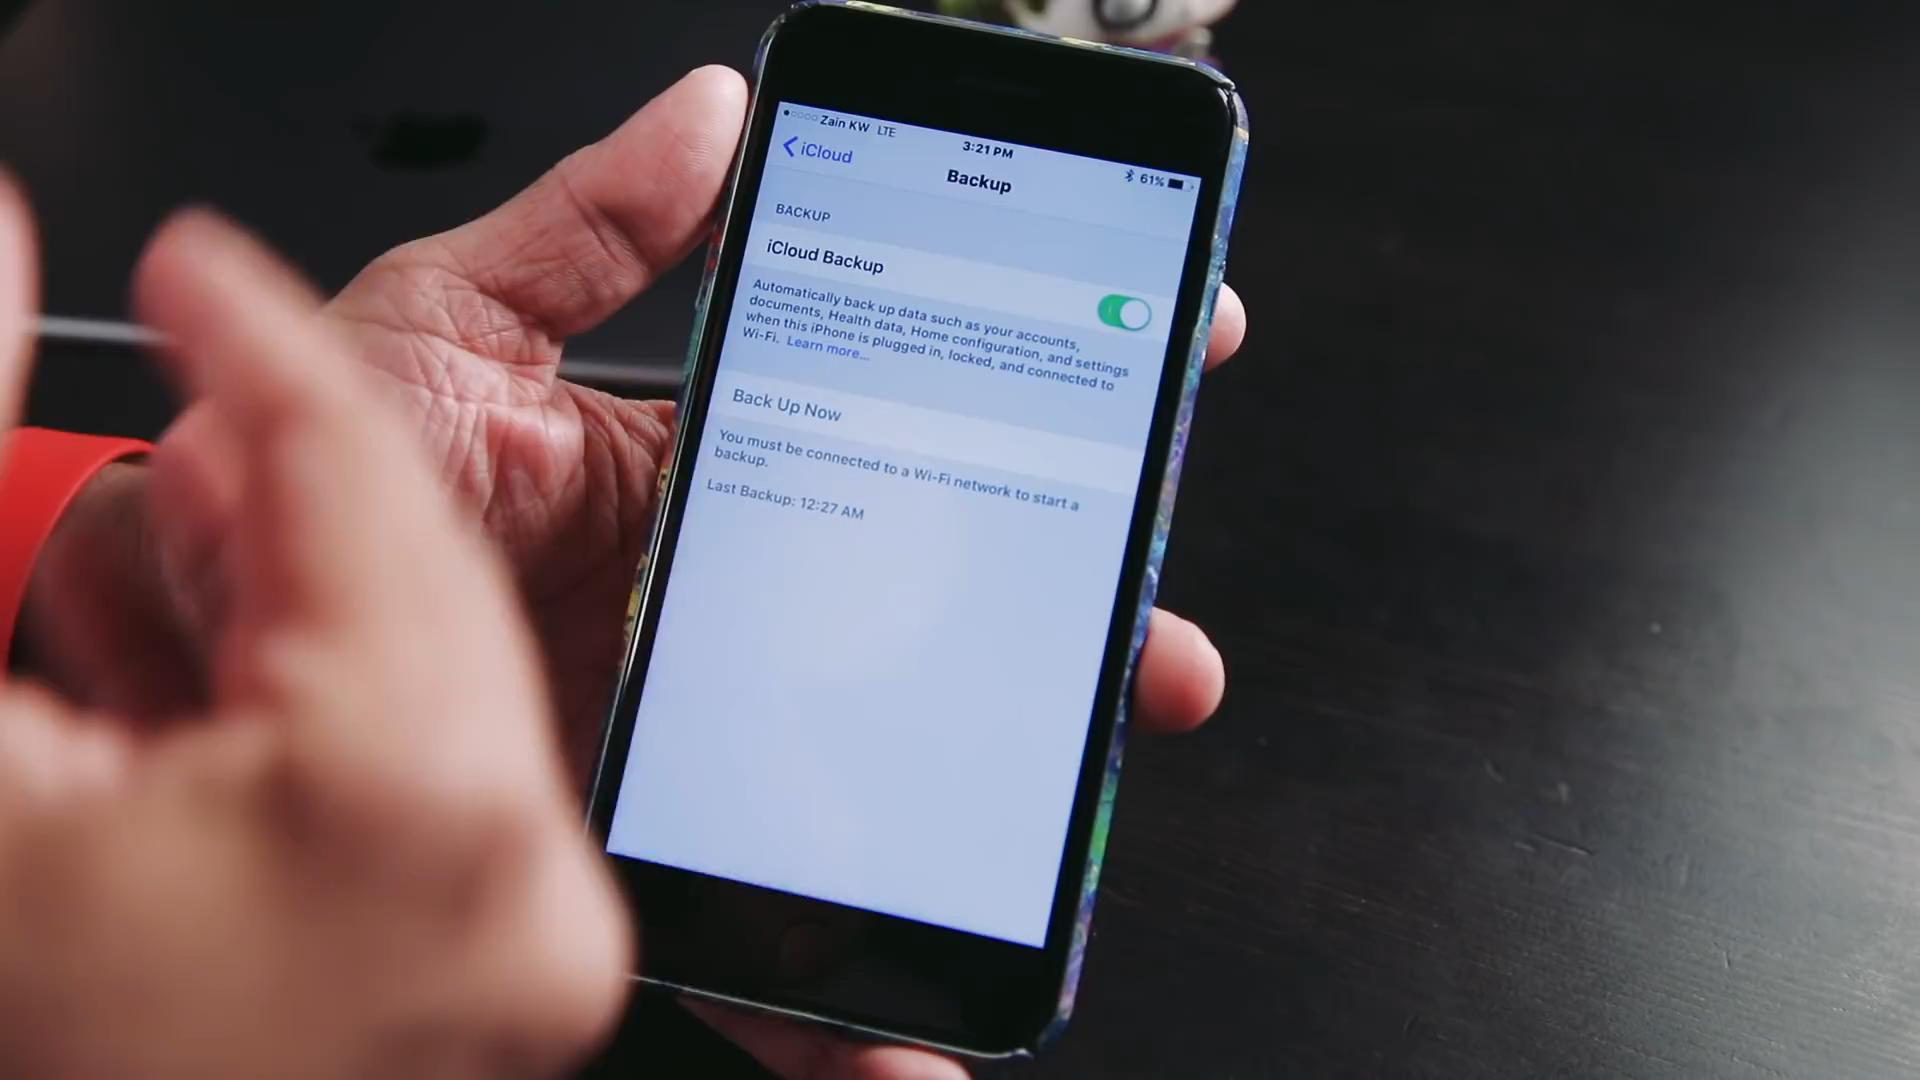 Zain KW LTE
3:21 PM
61%
iCloud
Backup
BACKUP
iCloud Backup
Automatically back up data such as your accounts,
documents, Health data, Home configuration, and settings
when this iPhone is plugged in, locked, and connected to
Wi-Fi. Learn more...
Back Up Now
You must be connected to a Wi-Fi network to start a
backup.
Last Backup: 12:27 AM